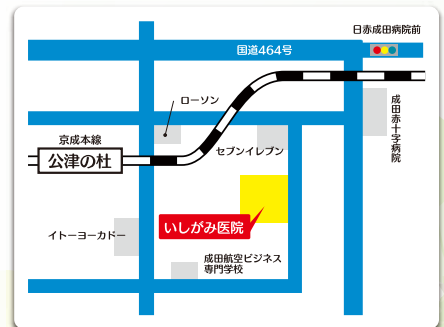 日赤成田病院前
国道464号
ローソン
成田赤十字病院
京成本線
公津の杜
セブンイレブン
いしがみ医院
イトーヨーカドー
成田航空ビジネス
専門学校